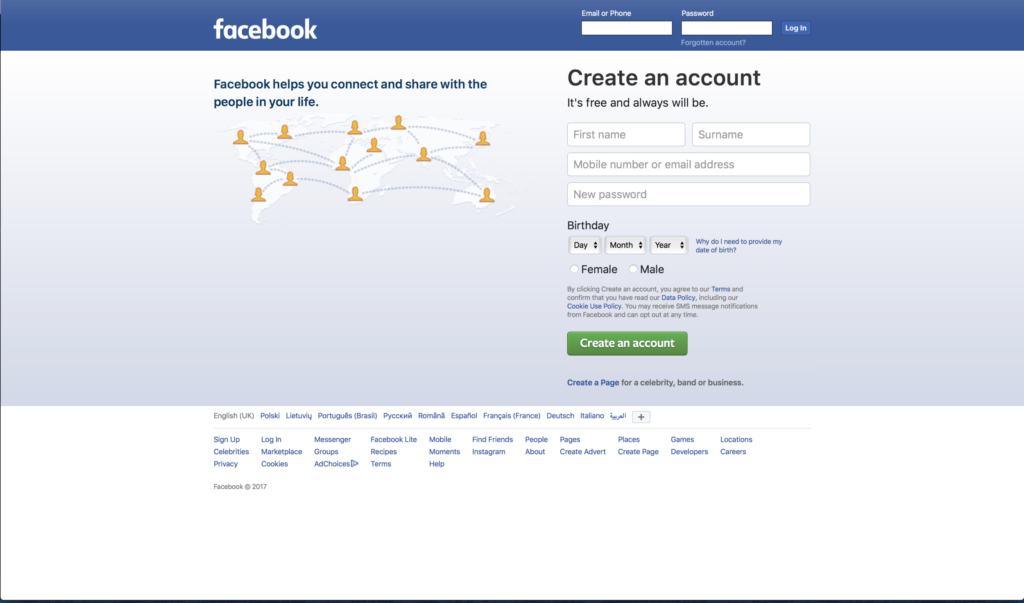 facebook
Email or Phone
Password
Log In
Forgotten account?
Facebook helps you connect and share with the
people in your life.
Create an account
It's free and always will be.
First name
Surname
Mobile number or email address
New password
Birthday
Day Month Year
Why do I need to provide my
date of birth?
Female Male
By clicking Create an account, you agree to our Terms and
confirm that you have read our Data Policy, including our
Cookie Use Policy. You may receive SMS message notifications
from Facebook and can opt out at any time.
Create an account
Create a Page for a celebrity, band or business.
English (UK) Polski Lietuvių Português (Brasil) Русский Română Español Français (France) Deutsch Italiano العربية +
Sign Up Log In Messenger Facebook Lite Mobile Find Friends People Pages Places Games Locations
Celebrities Marketplace Groups Recipes Moments Instagram About Create Advert Create Page Developers Careers
Privacy Cookies AdChoices Terms Help
Facebook © 2017